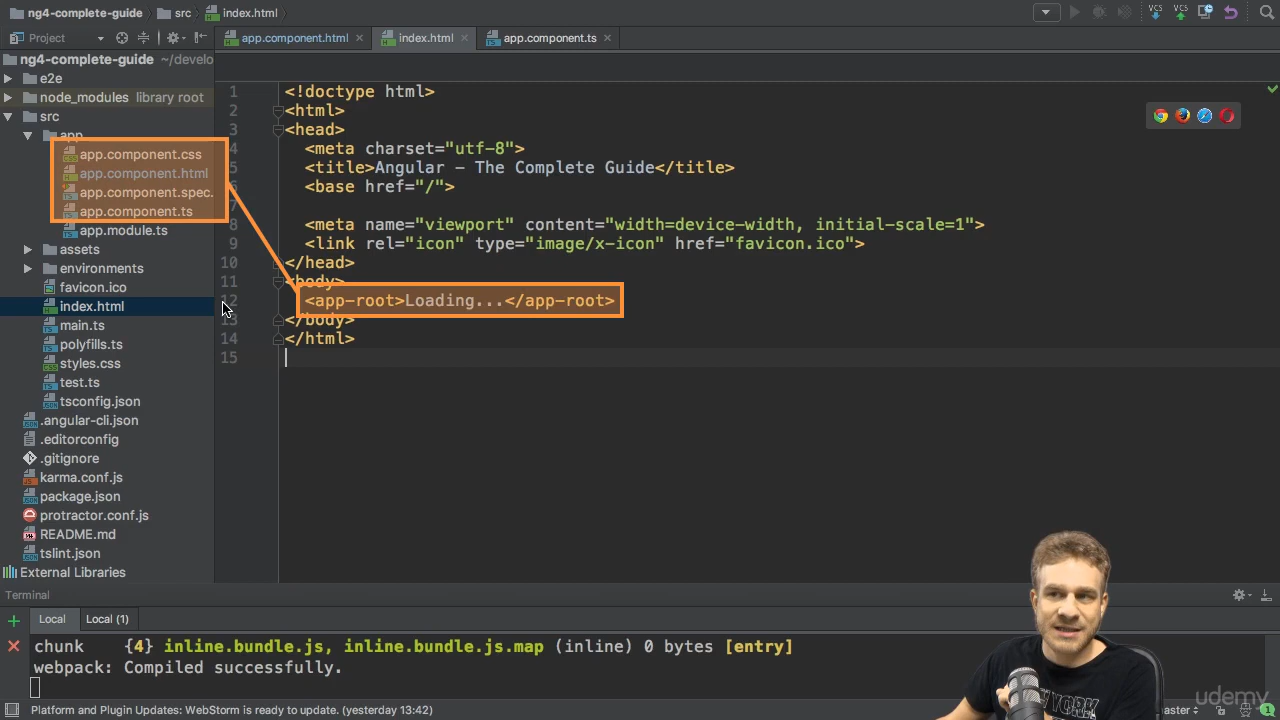 ng4-complete-guide
src
index.html
Project
app.component.html
index.html
app.component.ts
ng4-complete-guide ~/develo
e2e
node_modules library root
src
app
app.component.css
app.component.html
app.component.spec.
app.component.ts
app.module.ts
assets
environments
favicon.ico
index.html
main.ts
polyfills.ts
styles.css
test.ts
tsconfig.json
.angular-cli.json
.editorconfig
.gitignore
karma.conf.js
package.json
protractor.conf.js
README.md
tslint.json
External Libraries
1 <!doctype html>
2 <html>
3 <head>
4 <meta charset="utf-8">
5 <title>Angular – The Complete Guide</title>
6 <base href="/">
7
8 <meta name="viewport" content="width=device-width, initial-scale=1">
9 <link rel="icon" type="image/x-icon" href="favicon.ico">
10 </head>
11 <body>
12 <app-root>Loading...</app-root>
13 </body>
14 </html>
15
VCS VCS
Terminal
Local Local (1)
chunk {4} inline.bundle.js, inline.bundle.js.map (inline) 0 bytes [entry]
webpack: Compiled successfully.
Platform and Plugin Updates: WebStorm is ready to update. (yesterday 13:42)
NEW YORK
udemy
1